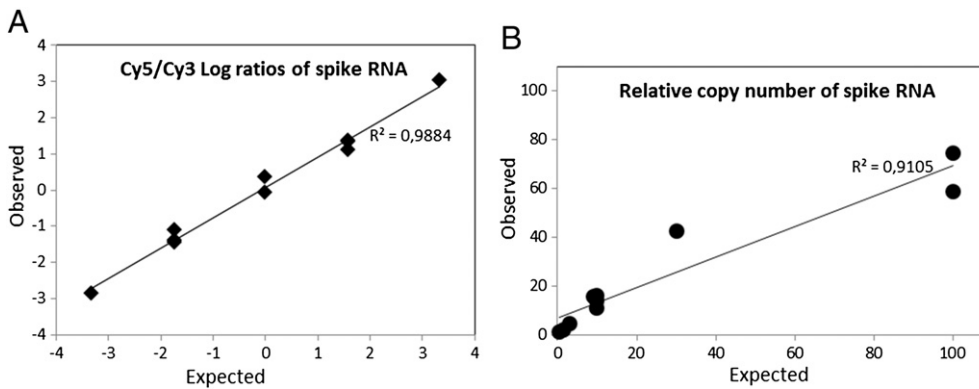 A
Cy5/Cy3 Log ratios of spike RNA
4
3
2
1
0
-1
-2
-3
-4
Observed
R² = 0,9884
-4 -3 -2 -1 0 1 2 3 4
Expected
B
Relative copy number of spike RNA
100
80
60
40
20
0
Observed
R² = 0,9105
0 20 40 60 80 100
Expected